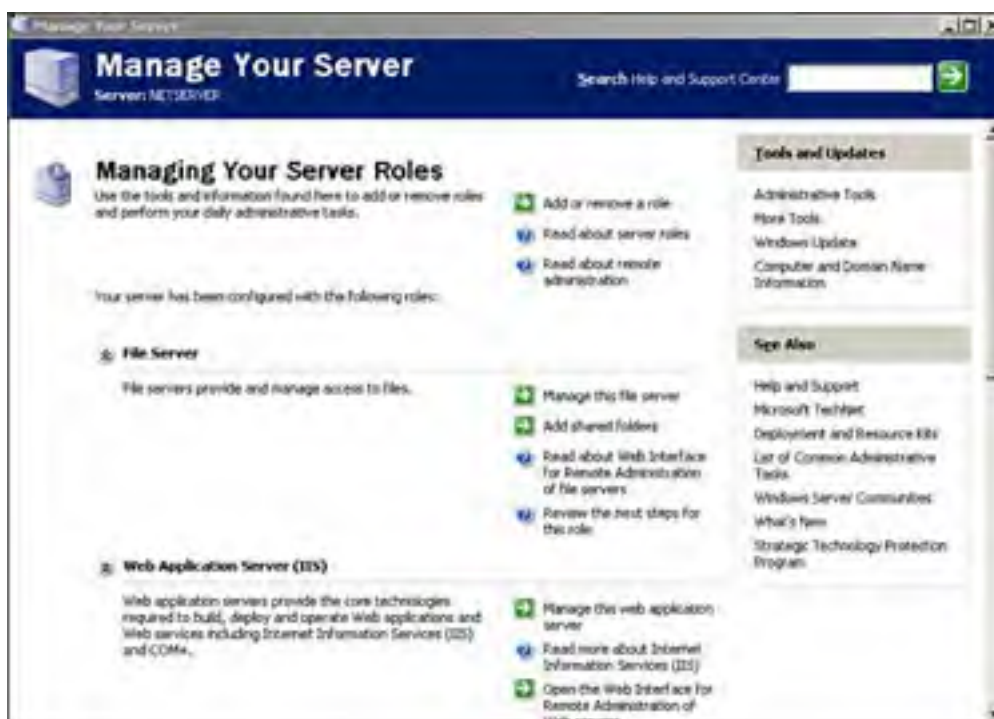 Manage Your Server
Manage Your Server
Server: NETSERVER
Search Help and Support Center
Managing Your Server Roles
Use the tools and information found here to add or remove roles
and perform your daily administrative tasks.
Add or remove a role
Read about server roles
Read about remote
administration
Your server has been configured with the following roles:
File Server
File servers provide and manage access to files.
Manage this file server
Add shared folders
Read about Web Interface
for Remote Administration
of file servers
Review the next steps for
this role
Web Application Server (IIS)
Web application servers provide the core technologies
required to build, deploy and operate Web applications and
Web services including Internet Information Services (IIS)
and COM+.
Manage this web application
server
Read more about Internet
Information Services (IIS)
Open the Web Interface for
Remote Administration of
Tools and Updates
Administrative Tools
More Tools
Windows Update
Computer and Domain Name
Information
See Also
Help and Support
Microsoft TechNet
Deployment and Resource Kits
List of Common Administrative
Tasks
Windows Server Communities
What's New
Strategic Technology Protection
Program